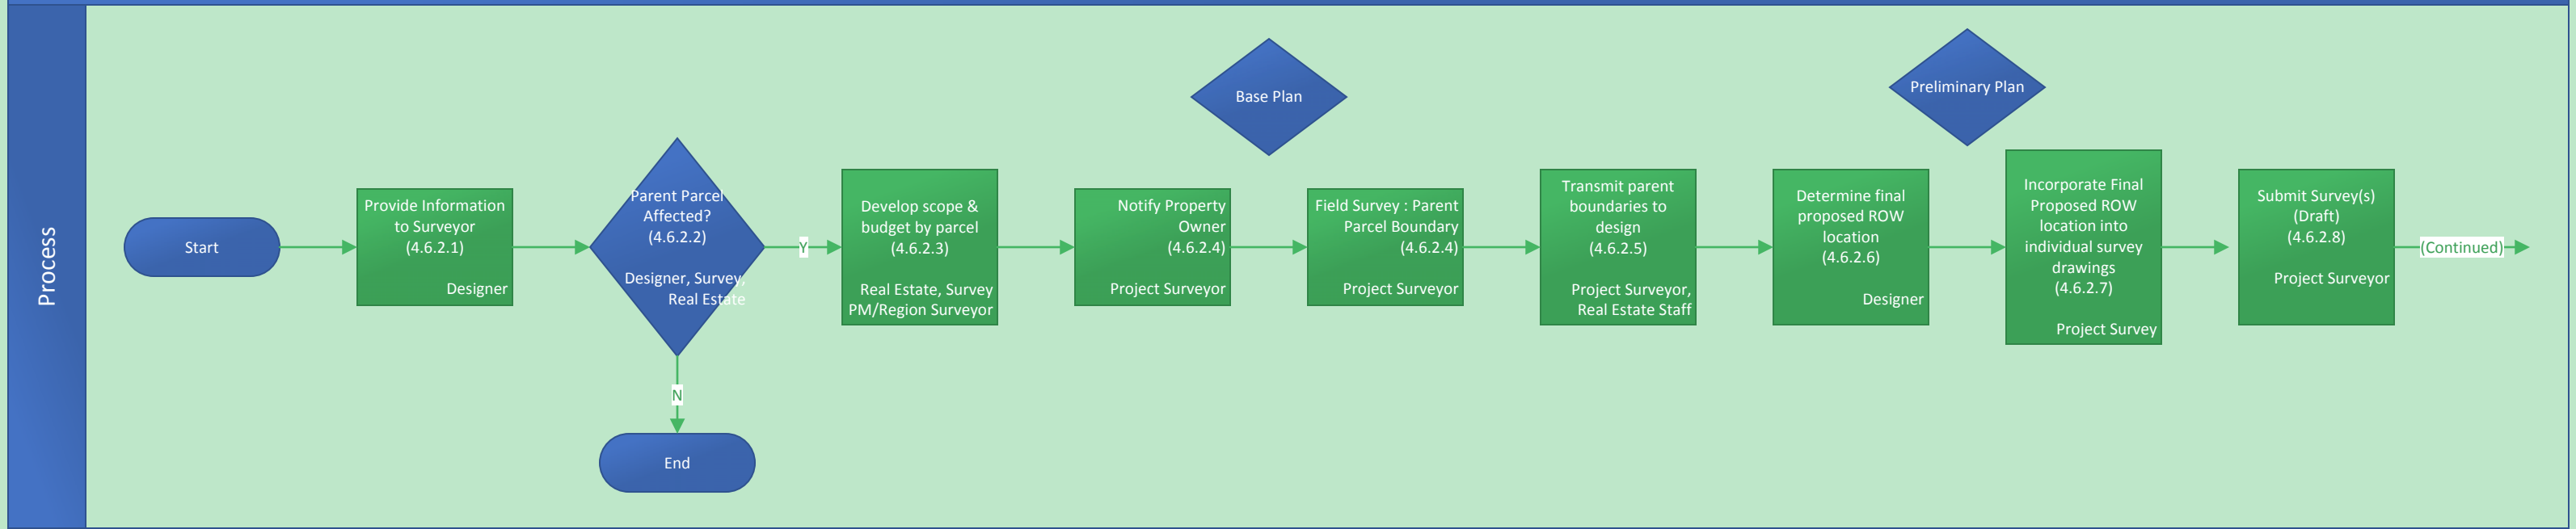 Process
Start
Provide Information
to Surveyor
(4.6.2.1)
Designer
Parent Parcel
Affected?
(4.6.2.2)
Designer, Survey,
Real Estate
Y
N
End
Develop scope &
budget by parcel
(4.6.2.3)
Real Estate, Survey
PM/Region Surveyor
Notify Property
Owner
(4.6.2.4)
Project Surveyor
Base Plan
Field Survey : Parent
Parcel Boundary
(4.6.2.4)
Project Surveyor
Transmit parent
boundaries to
design
(4.6.2.5)
Project Surveyor,
Real Estate Staff
Determine final
proposed ROW
location
(4.6.2.6)
Designer
Preliminary Plan
Incorporate Final
Proposed ROW
location into
individual survey
drawings
(4.6.2.7)
Project Survey
Submit Survey(s)
(Draft)
(4.6.2.8)
Project Surveyor
(Continued)